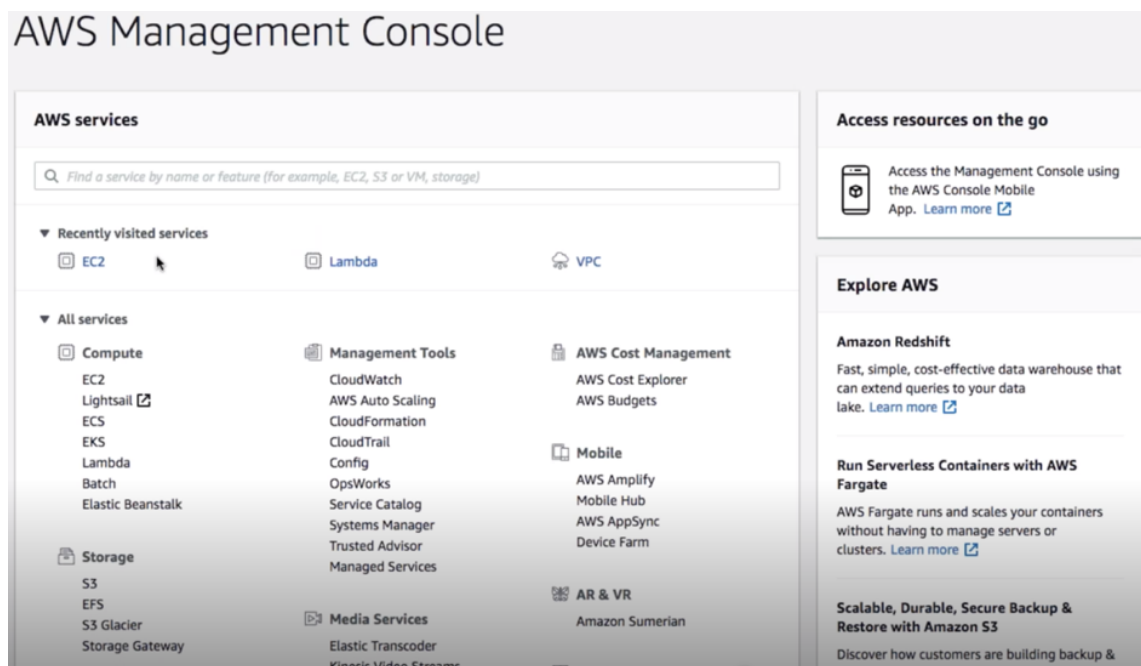 AWS Management Console
AWS services
Find a service by name or feature (for example, EC2, S3 or VM, storage)
Recently visited services
EC2
Lambda
VPC
All services
Compute
EC2
Lightsail
ECS
EKS
Lambda
Batch
Elastic Beanstalk
Storage
S3
EFS
S3 Glacier
Storage Gateway
Management Tools
CloudWatch
AWS Auto Scaling
CloudFormation
CloudTrail
Config
OpsWorks
Service Catalog
Systems Manager
Trusted Advisor
Managed Services
Media Services
Elastic Transcoder
Kinesis Video Streams
AWS Cost Management
AWS Cost Explorer
AWS Budgets
Mobile
AWS Amplify
Mobile Hub
AWS AppSync
Device Farm
AR & VR
Amazon Sumerian
Access resources on the go
Access the Management Console using
the AWS Console Mobile
App. Learn more
Explore AWS
Amazon Redshift
Fast, simple, cost-effective data warehouse that
can extend queries to your data
lake. Learn more
Run Serverless Containers with AWS
Fargate
AWS Fargate runs and scales your containers
without having to manage servers or
clusters. Learn more
Scalable, Durable, Secure Backup &
Restore with Amazon S3
Discover how customers are building backup &